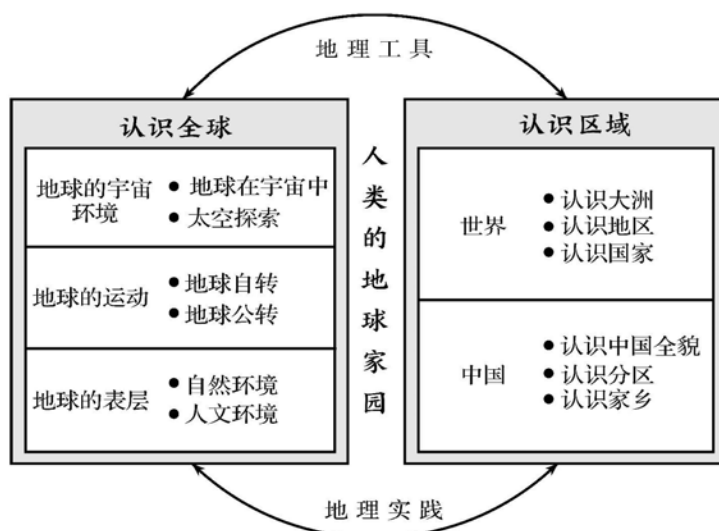 地理工具
认识全球
地球的宇宙
环境
● 地球在宇宙中
● 太空探索
地球的运动
● 地球自转
● 地球公转
地球的表层
● 自然环境
● 人文环境
人类的地球家园
认识区域
世界
● 认识大洲
● 认识地区
● 认识国家
中国
● 认识中国全貌
● 认识分区
● 认识家乡
地理实践